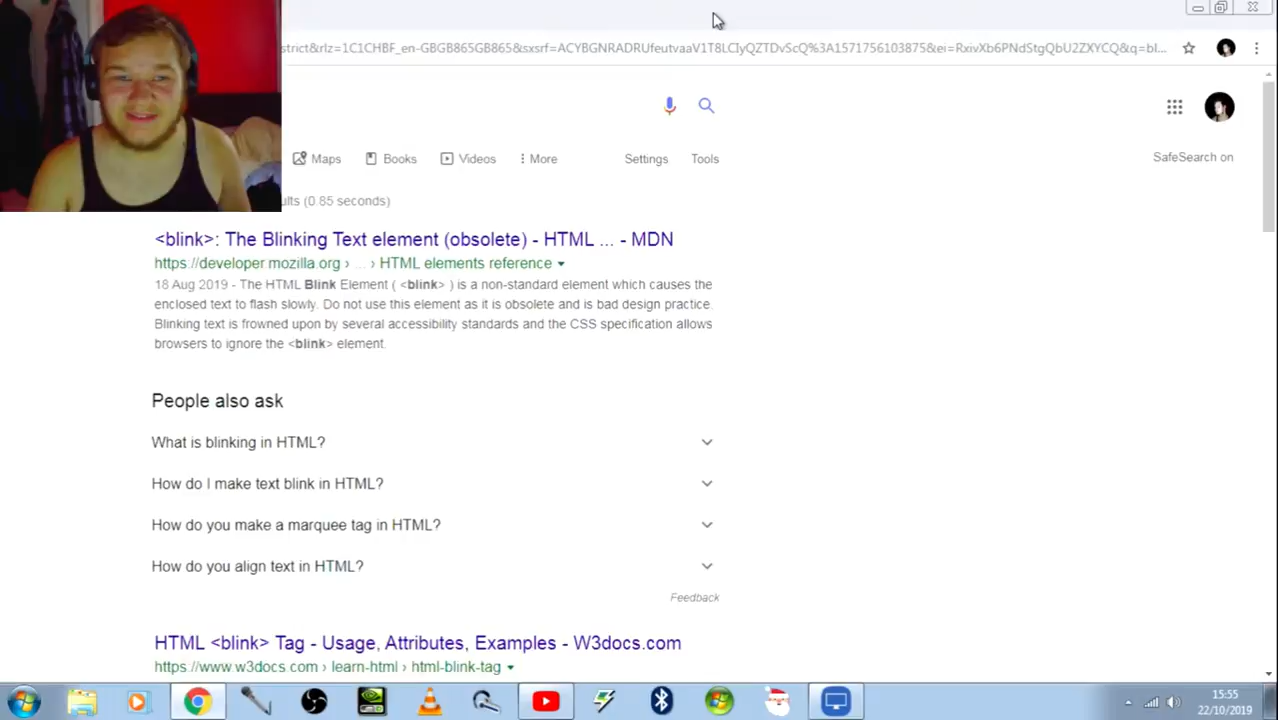 strict&rlz=1C1CHBF_en-GBGB865GB865&sxsrf=ACYBGNRADRUfeutvaaV1T8LCIyQZTDvScQ%3A1571756103875&ei=RxivXb6PNdStgQbU2ZXYCQ&q=bl...
Maps Books Videos More Settings Tools
SafeSearch on
ults (0.85 seconds)
<blink>: The Blinking Text element (obsolete) - HTML ... - MDN
https://developer.mozilla.org › ... › HTML elements reference
18 Aug 2019 - The HTML Blink Element ( <blink> ) is a non-standard element which causes the
enclosed text to flash slowly. Do not use this element as it is obsolete and is bad design practice.
Blinking text is frowned upon by several accessibility standards and the CSS specification allows
browsers to ignore the <blink> element.
People also ask
What is blinking in HTML?
How do I make text blink in HTML?
How do you make a marquee tag in HTML?
How do you align text in HTML?
Feedback
HTML <blink> Tag - Usage, Attributes, Examples - W3docs.com
https://www.w3docs.com › learn-html › html-blink-tag
15:55
22/10/2019